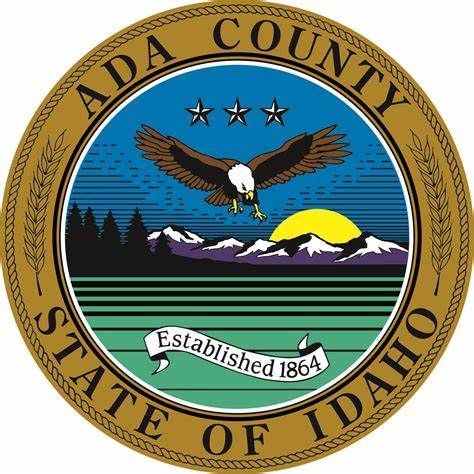 ADA COUNTY
Established 1864
STATE OF IDAHO